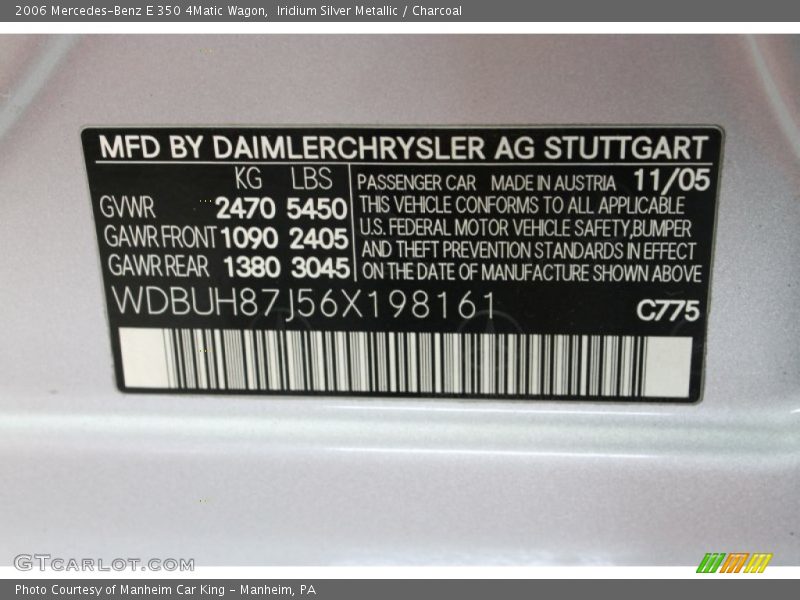 2006 Mercedes-Benz E 350 4Matic Wagon,  Iridium Silver Metallic / Charcoal
MFD BY DAIMLERCHRYSLER AG STUTTGART
KG LBS
GVWR 2470 5450
GAWR FRONT 1090 2405
GAWR REAR 1380 3045
PASSENGER CAR MADE IN AUSTRIA 11/05
THIS VEHICLE CONFORMS TO ALL APPLICABLE
U.S. FEDERAL MOTOR VEHICLE SAFETY,BUMPER
AND THEFT PREVENTION STANDARDS IN EFFECT
ON THE DATE OF MANUFACTURE SHOWN ABOVE
WDBUH87J56X198161 C775
GTCARLOT.COM
Photo Courtesy of Manheim Car King - Manheim, PA